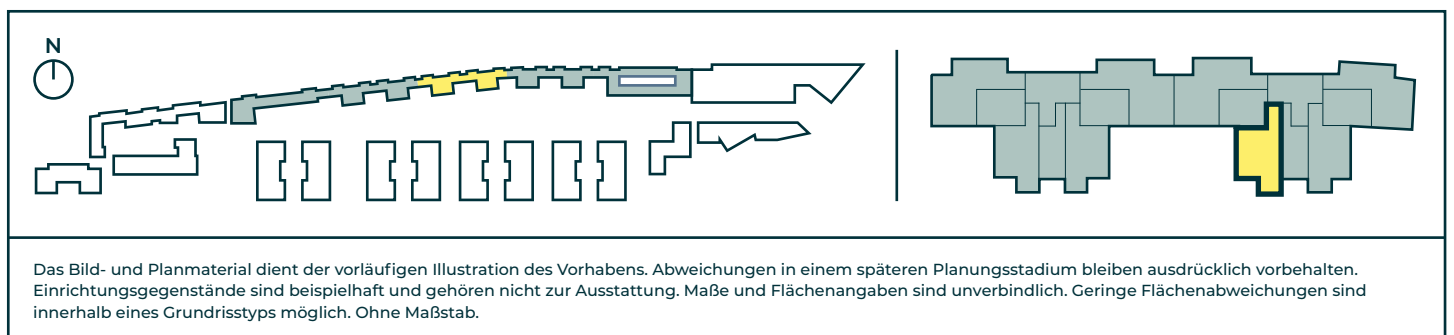 N
Das Bild- und Planmaterial dient der vorläufigen Illustration des Vorhabens. Abweichungen in einem späteren Planungsstadium bleiben ausdrücklich vorbehalten.
Einrichtungsgegenstände sind beispielhaft und gehören nicht zur Ausstattung. Maße und Flächenangaben sind unverbindlich. Geringe Flächenabweichungen sind
innerhalb eines Grundrisstyps möglich. Ohne Maßstab.